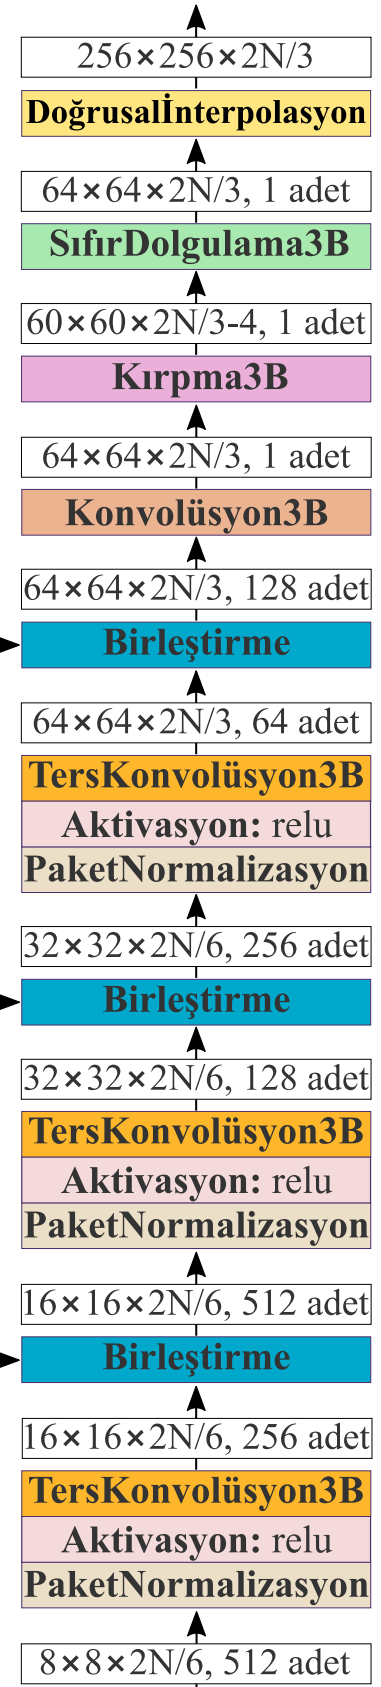 256×256×2N/3
Doğrusalİnterpolasyon
64×64×2N/3, 1 adet
SıfırDolgulama3B
60×60×2N/3-4, 1 adet
Kırpma3B
64×64×2N/3, 1 adet
Konvolüsyon3B
64×64×2N/3, 128 adet
Birleştirme
64×64×2N/3, 64 adet
TersKonvolüsyon3B
Aktivasyon: relu
PaketNormalizasyon
32×32×2N/6, 256 adet
Birleştirme
32×32×2N/6, 128 adet
TersKonvolüsyon3B
Aktivasyon: relu
PaketNormalizasyon
16×16×2N/6, 512 adet
Birleştirme
16×16×2N/6, 256 adet
TersKonvolüsyon3B
Aktivasyon: relu
PaketNormalizasyon
8×8×2N/6, 512 adet